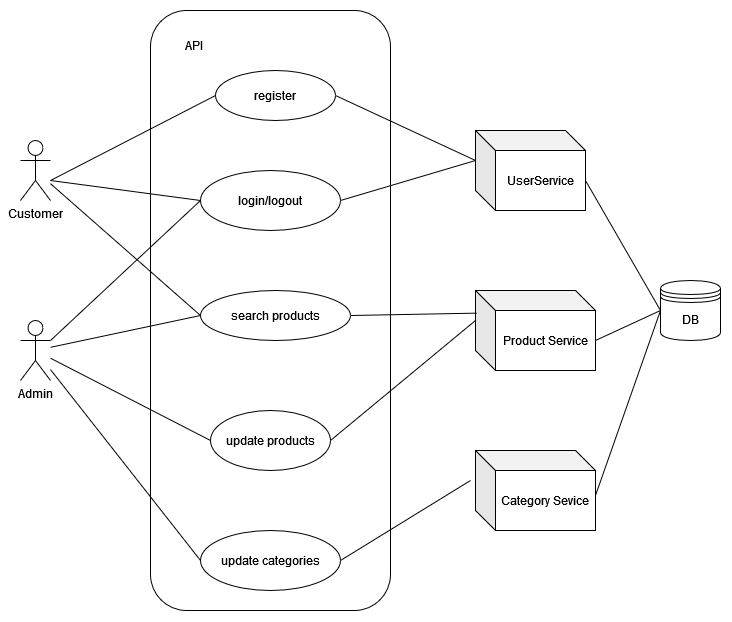 API
register
Customer
login/logout
UserService
search products
Product Service
DB
Admin
update products
Category Sevice
update categories